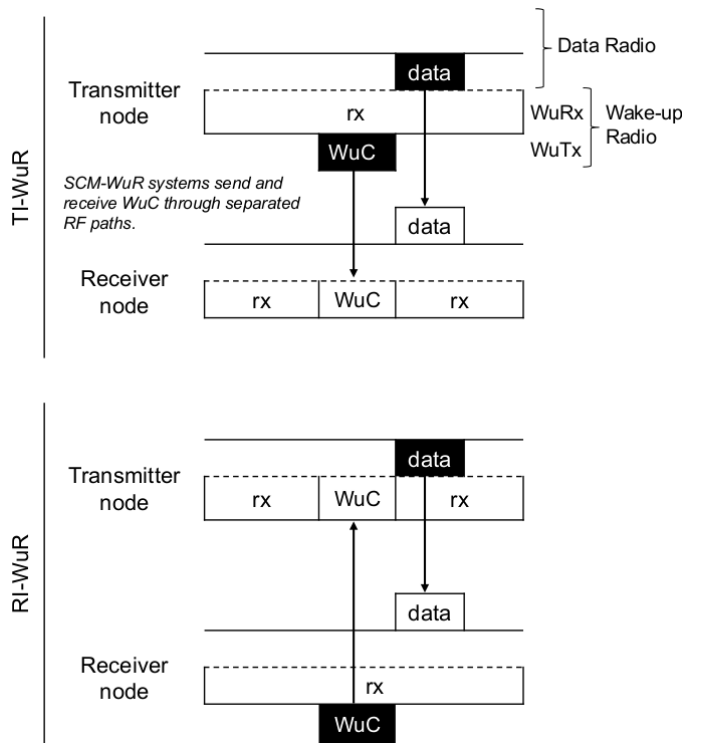 data
Data Radio
Transmitter
node
rx
WuRx
WuTx
Wake-up
Radio
WuC
TI-WuR
SCM-WuR systems send and
receive WuC through separated
RF paths.
data
Receiver
node
rx
WuC
rx
data
Transmitter
node
rx
WuC
rx
RI-WuR
data
Receiver
node
rx
WuC